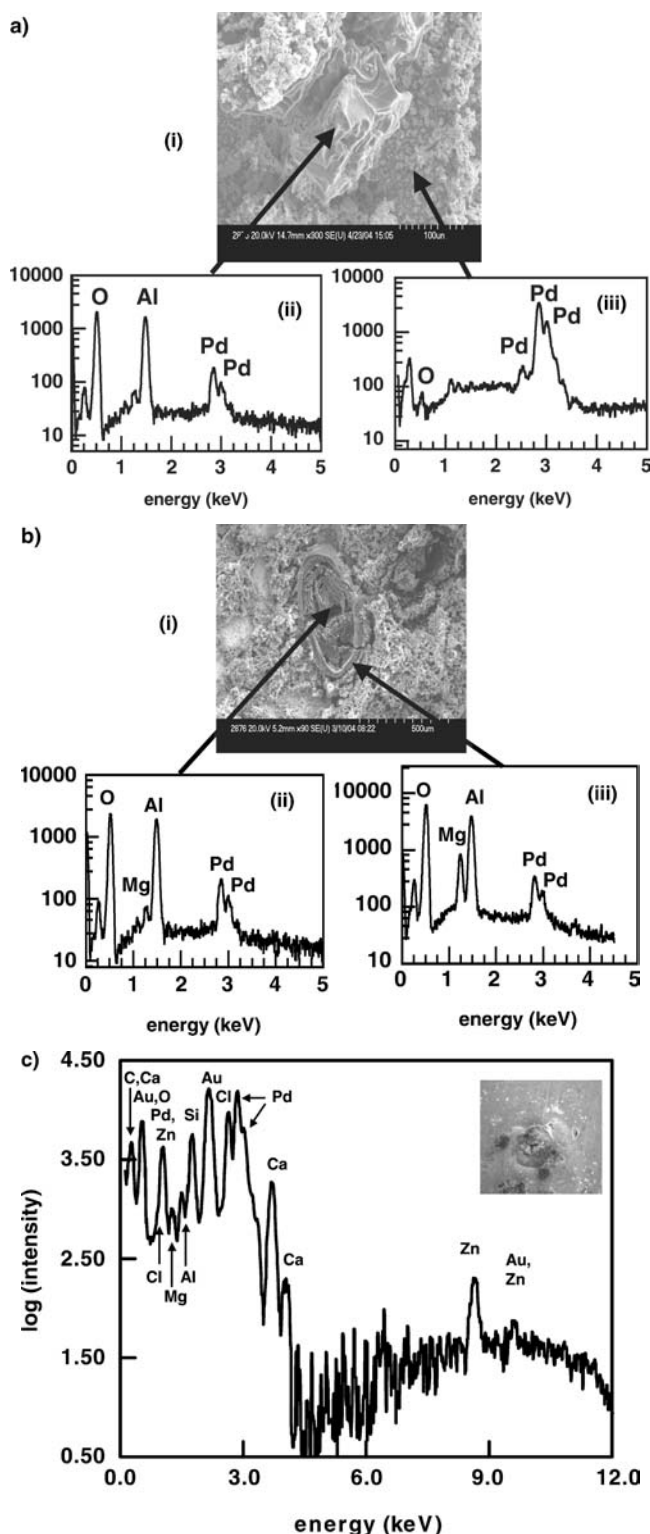 a)
(i)
20.0kV 14.7mm x300 SE(U) 4/23/04 15:05 100um
10000
1000
100
10
O Al
(ii)
Pd
Pd
0 1 2 3 4 5
energy (keV)
10000
1000
100
10
Pd
(iii)
Pd
Pd
O
0 1 2 3 4 5
energy (keV)
b)
(i)
2876 20.0kV 5.2mm x90 SE(U) 3/10/04 08:22 500um
10000
1000
100
10
O Al
(ii)
Mg
Pd
Pd
0 1 2 3 4 5
energy (keV)
10000
1000
100
10
O Al
(iii)
Mg
Pd
Pd
0 1 2 3 4 5
energy (keV)
c)
4.50
3.50
2.50
1.50
0.50
log (intensity)
C,Ca
Au,O
Pd,
Zn
Si
Au
Cl
Pd
Ca
Ca
Cl
Mg
Al
Zn
Au,
Zn
0.0 3.0 6.0 9.0 12.0
energy (keV)